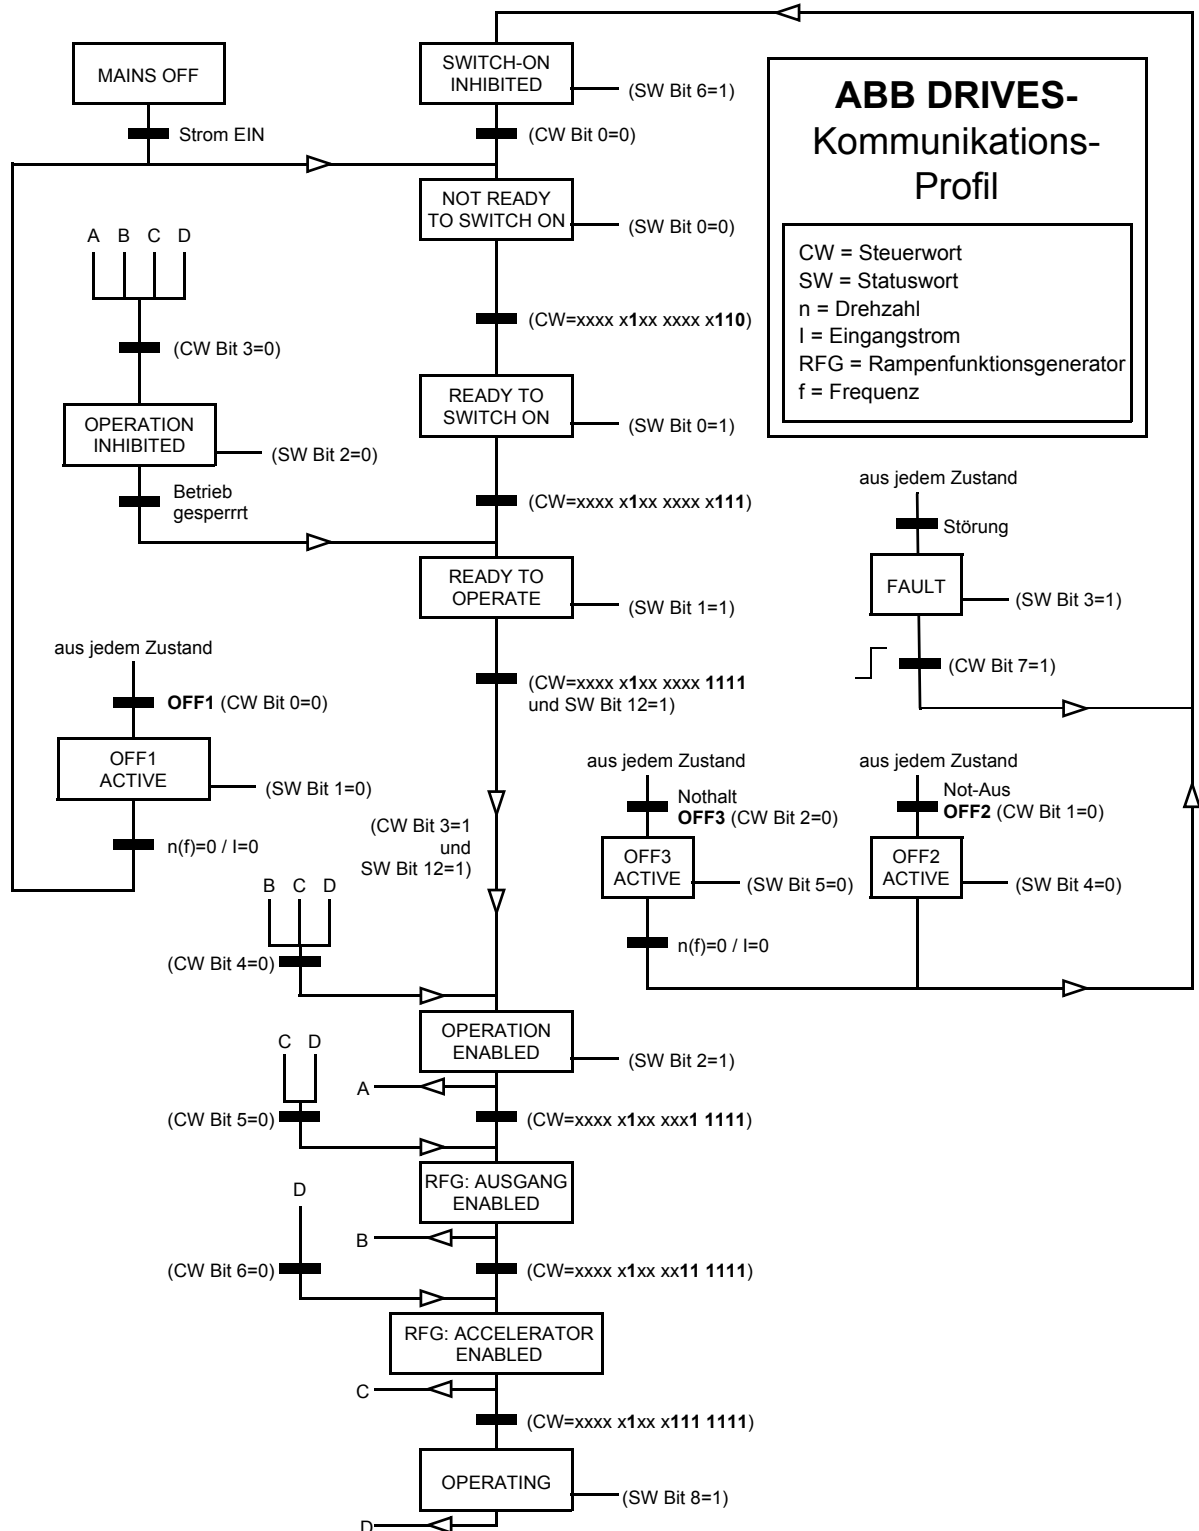 SWITCH-ON
INHIBITED
(SW Bit 6=1)
(CW Bit 0=0)
MAINS OFF
Strom EIN
ABB DRIVES-
Kommunikations-
Profil
CW = Steuerwort
SW = Statuswort
n = Drehzahl
I = Eingangstrom
RFG = Rampenfunktionsgenerator
f = Frequenz
NOT READY
TO SWITCH ON
(SW Bit 0=0)
A B C D
(CW Bit 3=0)
(CW=xxxx x1xx xxxx x110)
OPERATION
INHIBITED
(SW Bit 2=0)
READY TO
SWITCH ON
(SW Bit 0=1)
Betrieb
gesperrrt
(CW=xxxx x1xx xxxx x111)
aus jedem Zustand
Störung
FAULT
(SW Bit 3=1)
(CW Bit 7=1)
READY TO
OPERATE
(SW Bit 1=1)
aus jedem Zustand
OFF1 (CW Bit 0=0)
OFF1
ACTIVE
(SW Bit 1=0)
n(f)=0 / I=0
(CW=xxxx x1xx xxxx 1111
und SW Bit 12=1)
(CW Bit 3=1
und
SW Bit 12=1)
aus jedem Zustand
Nothalt
OFF3 (CW Bit 2=0)
OFF3
ACTIVE
(SW Bit 5=0)
n(f)=0 / I=0
aus jedem Zustand
Not-Aus
OFF2 (CW Bit 1=0)
OFF2
ACTIVE
(SW Bit 4=0)
B C D
(CW Bit 4=0)
OPERATION
ENABLED
(SW Bit 2=1)
C D
A
(CW Bit 5=0)
(CW=xxxx x1xx xxx1 1111)
RFG: AUSGANG
ENABLED
D
B
(CW Bit 6=0)
(CW=xxxx x1xx xx11 1111)
RFG: ACCELERATOR
ENABLED
C
(CW=xxxx x1xx x111 1111)
OPERATING
(SW Bit 8=1)
D